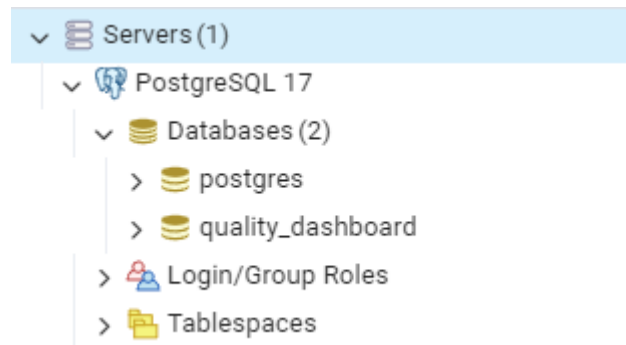 Servers (1)
PostgreSQL 17
Databases (2)
postgres
quality_dashboard
Login/Group Roles
Tablespaces